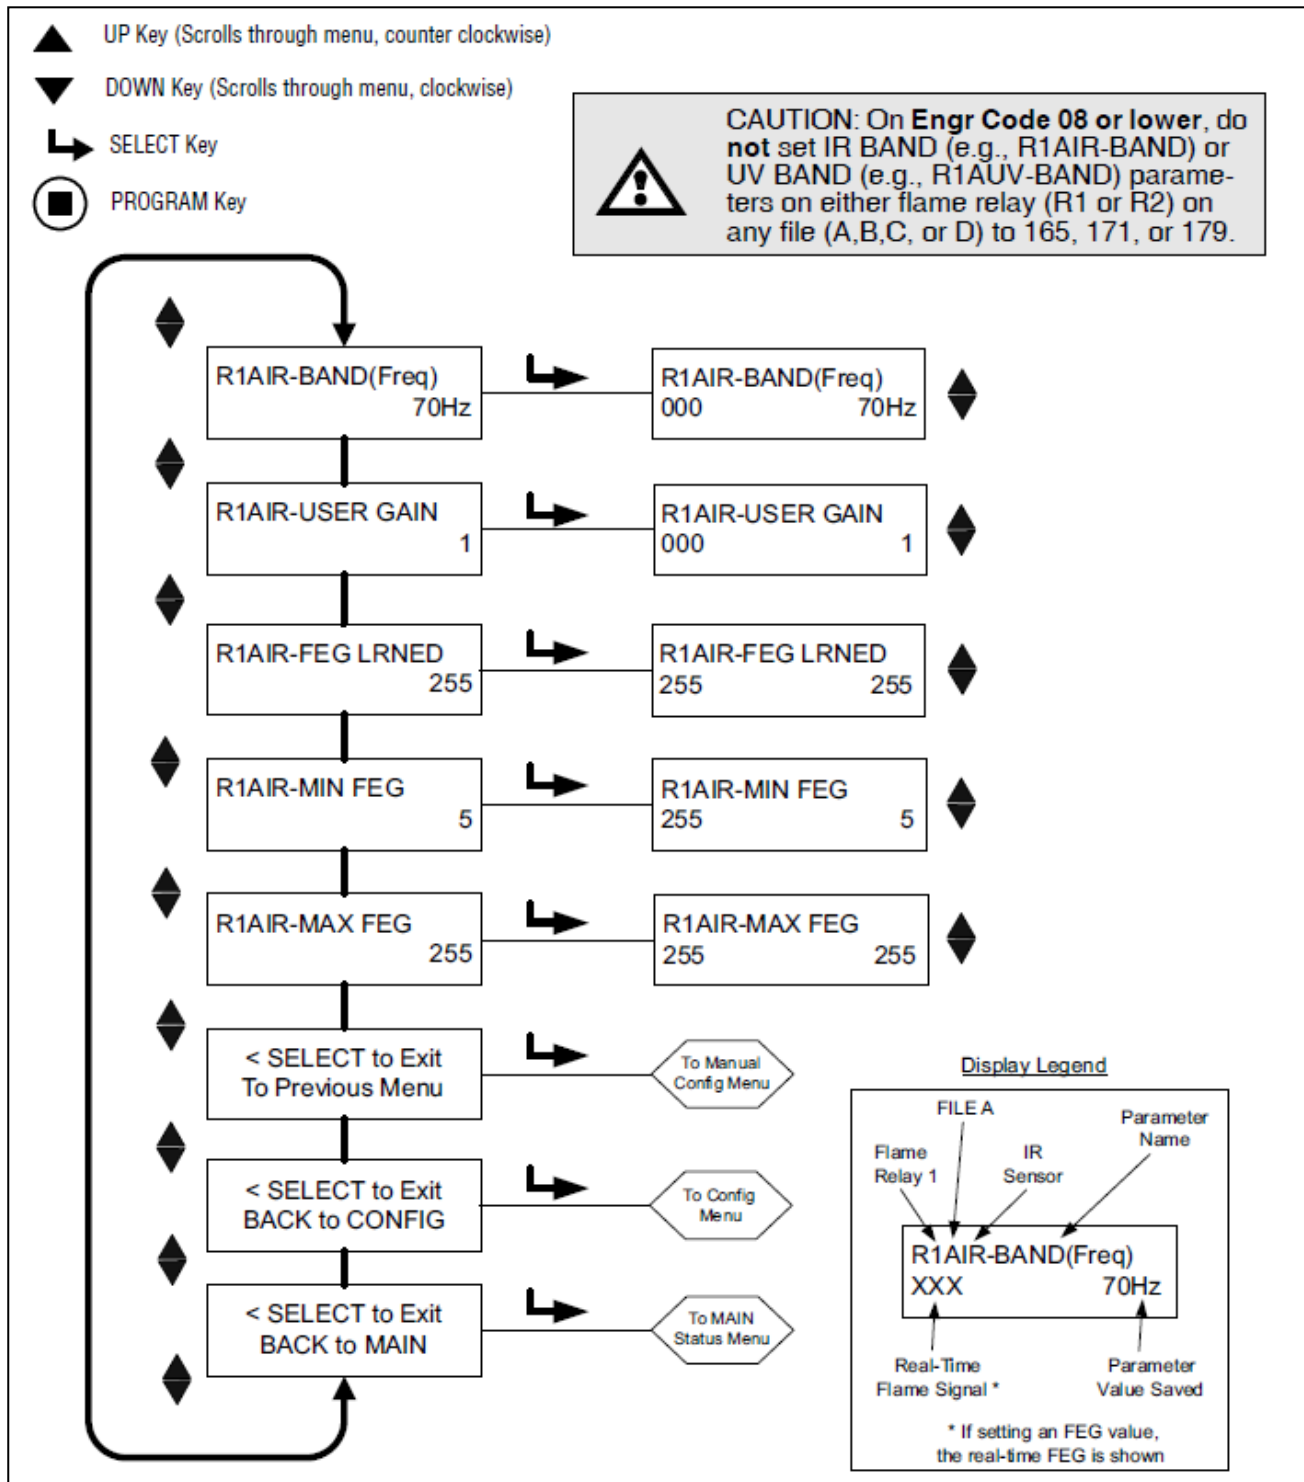 UP Key (Scrolls through menu, counter clockwise)
DOWN Key (Scrolls through menu, clockwise)
SELECT Key
PROGRAM Key
CAUTION: On Engr Code 08 or lower, do
not set IR BAND (e.g., R1AIR-BAND) or
UV BAND (e.g., R1AUV-BAND) parame-
ters on either flame relay (R1 or R2) on
any file (A,B,C, or D) to 165, 171, or 179.
R1AIR-BAND(Freq)
70Hz
R1AIR-BAND(Freq)
000 70Hz
R1AIR-USER GAIN
1
R1AIR-USER GAIN
000 1
R1AIR-FEG LRNED
255
R1AIR-FEG LRNED
255 255
R1AIR-MIN FEG
5
R1AIR-MIN FEG
255 5
R1AIR-MAX FEG
255
R1AIR-MAX FEG
255 255
< SELECT to Exit
To Previous Menu
To Manual
Config Menu
< SELECT to Exit
BACK to CONFIG
To Config
Menu
< SELECT to Exit
BACK to MAIN
To MAIN
Status Menu
Display Legend
FILE A
Parameter
Name
Flame
Relay 1
IR
Sensor
R1AIR-BAND(Freq)
XXX 70Hz
Real-Time
Flame Signal *
Parameter
Value Saved
* If setting an FEG value,
the real-time FEG is shown